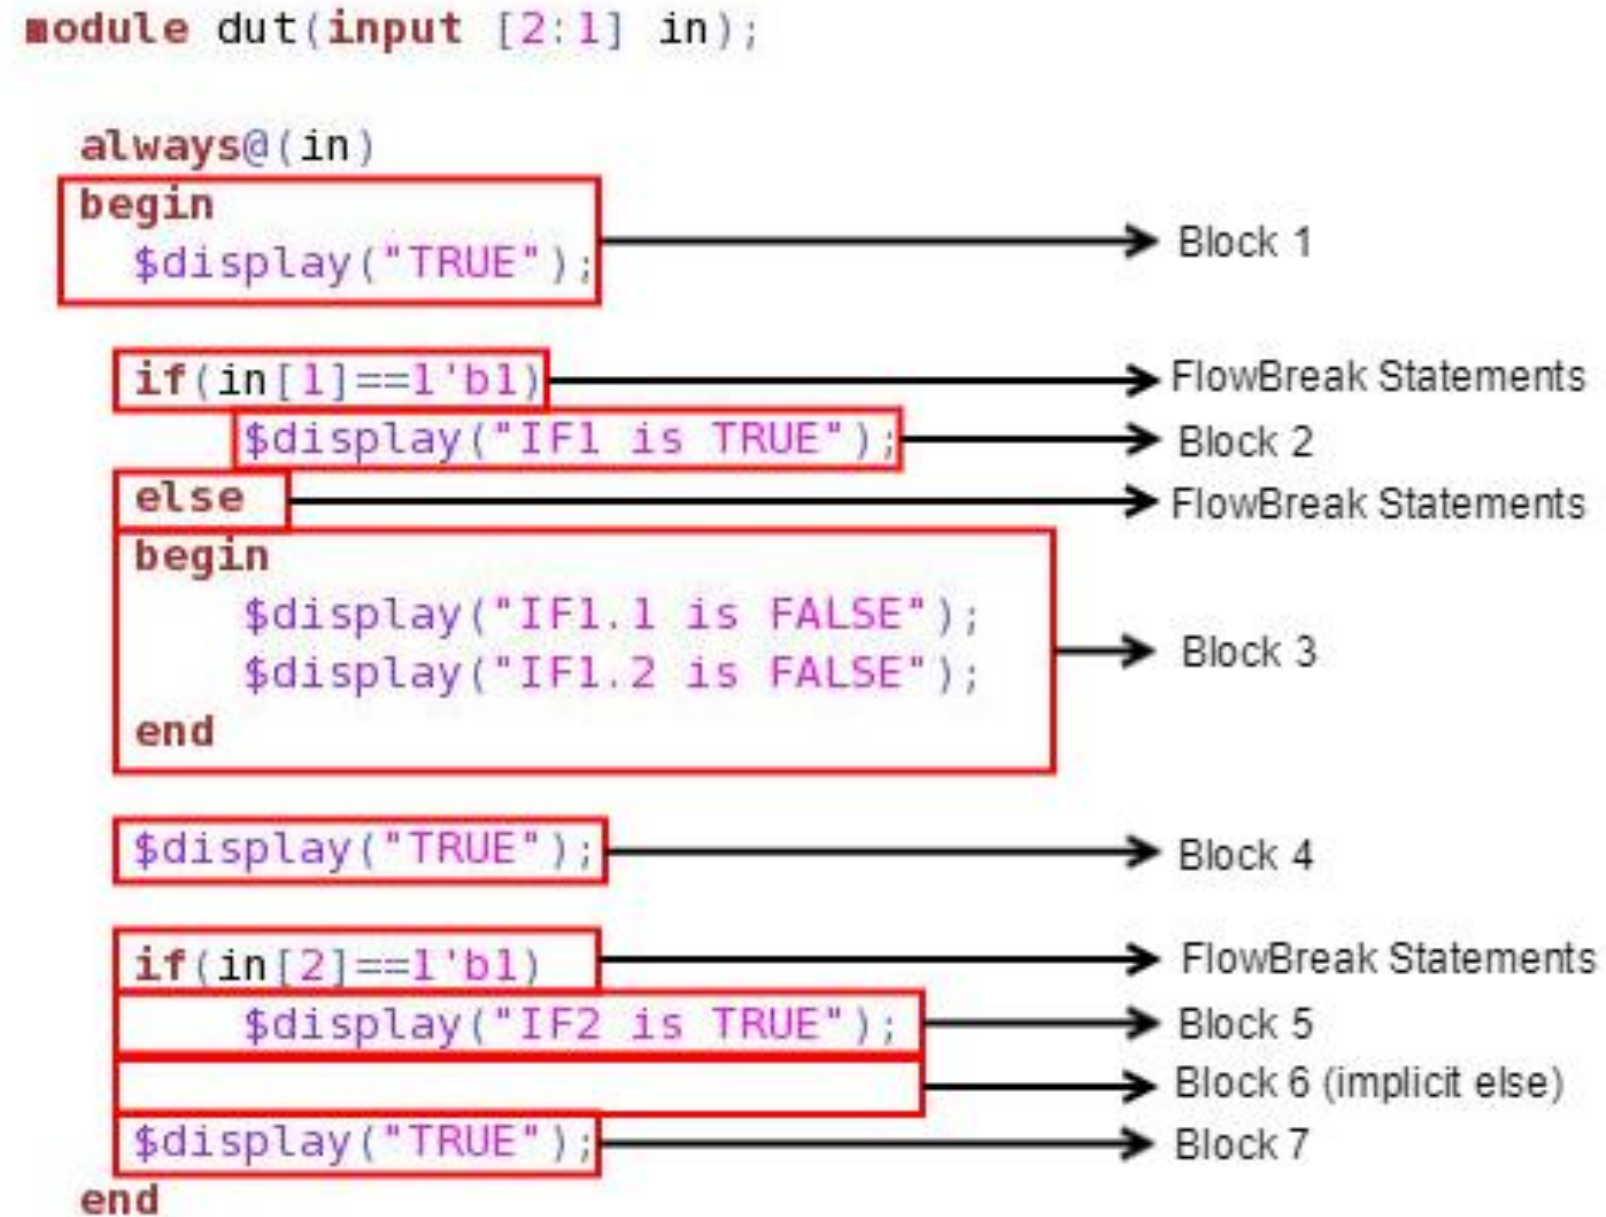 module dut(input [2:1] in);
always@(in)
begin
$display("TRUE");
Block 1
if(in[1]==1'b1)
FlowBreak Statements
$display("IF1 is TRUE");
Block 2
else
FlowBreak Statements
begin
$display("IF1.1 is FALSE");
$display("IF1.2 is FALSE");
end
Block 3
$display("TRUE");
Block 4
if(in[2]==1'b1)
FlowBreak Statements
$display("IF2 is TRUE");
Block 5
Block 6 (implicit else)
$display("TRUE");
Block 7
end